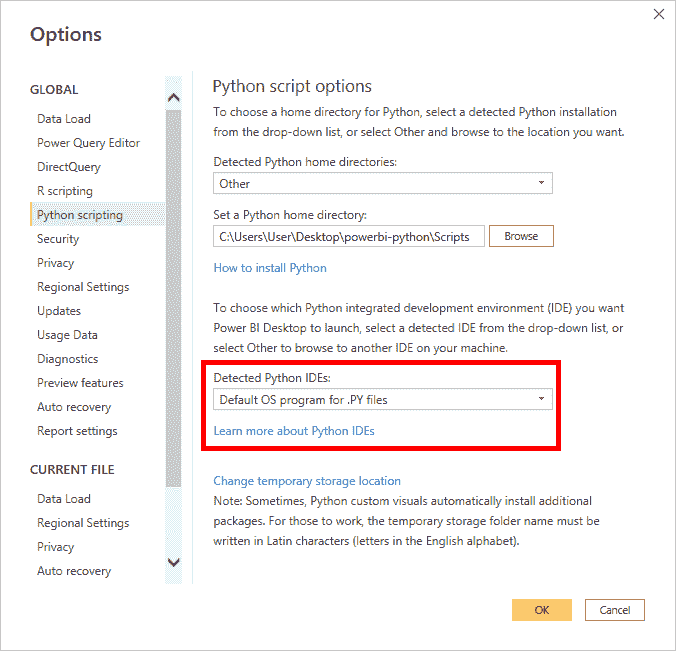 Options
GLOBAL
Data Load
Power Query Editor
DirectQuery
R scripting
Python scripting
Security
Privacy
Regional Settings
Updates
Usage Data
Diagnostics
Preview features
Auto recovery
Report settings
CURRENT FILE
Data Load
Regional Settings
Privacy
Auto recovery
Python script options
To choose a home directory for Python, select a detected Python installation
from the drop-down list, or select Other and browse to the location you want.
Detected Python home directories:
Other
Set a Python home directory:
C:\Users\User\Desktop\powerbi-python\Scripts
Browse
How to install Python
To choose which Python integrated development environment (IDE) you want
Power BI Desktop to launch, select a detected IDE from the drop-down list, or
select Other to browse to another IDE on your machine.
Detected Python IDEs:
Default OS program for .PY files
Learn more about Python IDEs
Change temporary storage location
Note: Sometimes, Python custom visuals automatically install additional
packages. For those to work, the temporary storage folder name must be
written in Latin characters (letters in the English alphabet).
OK
Cancel